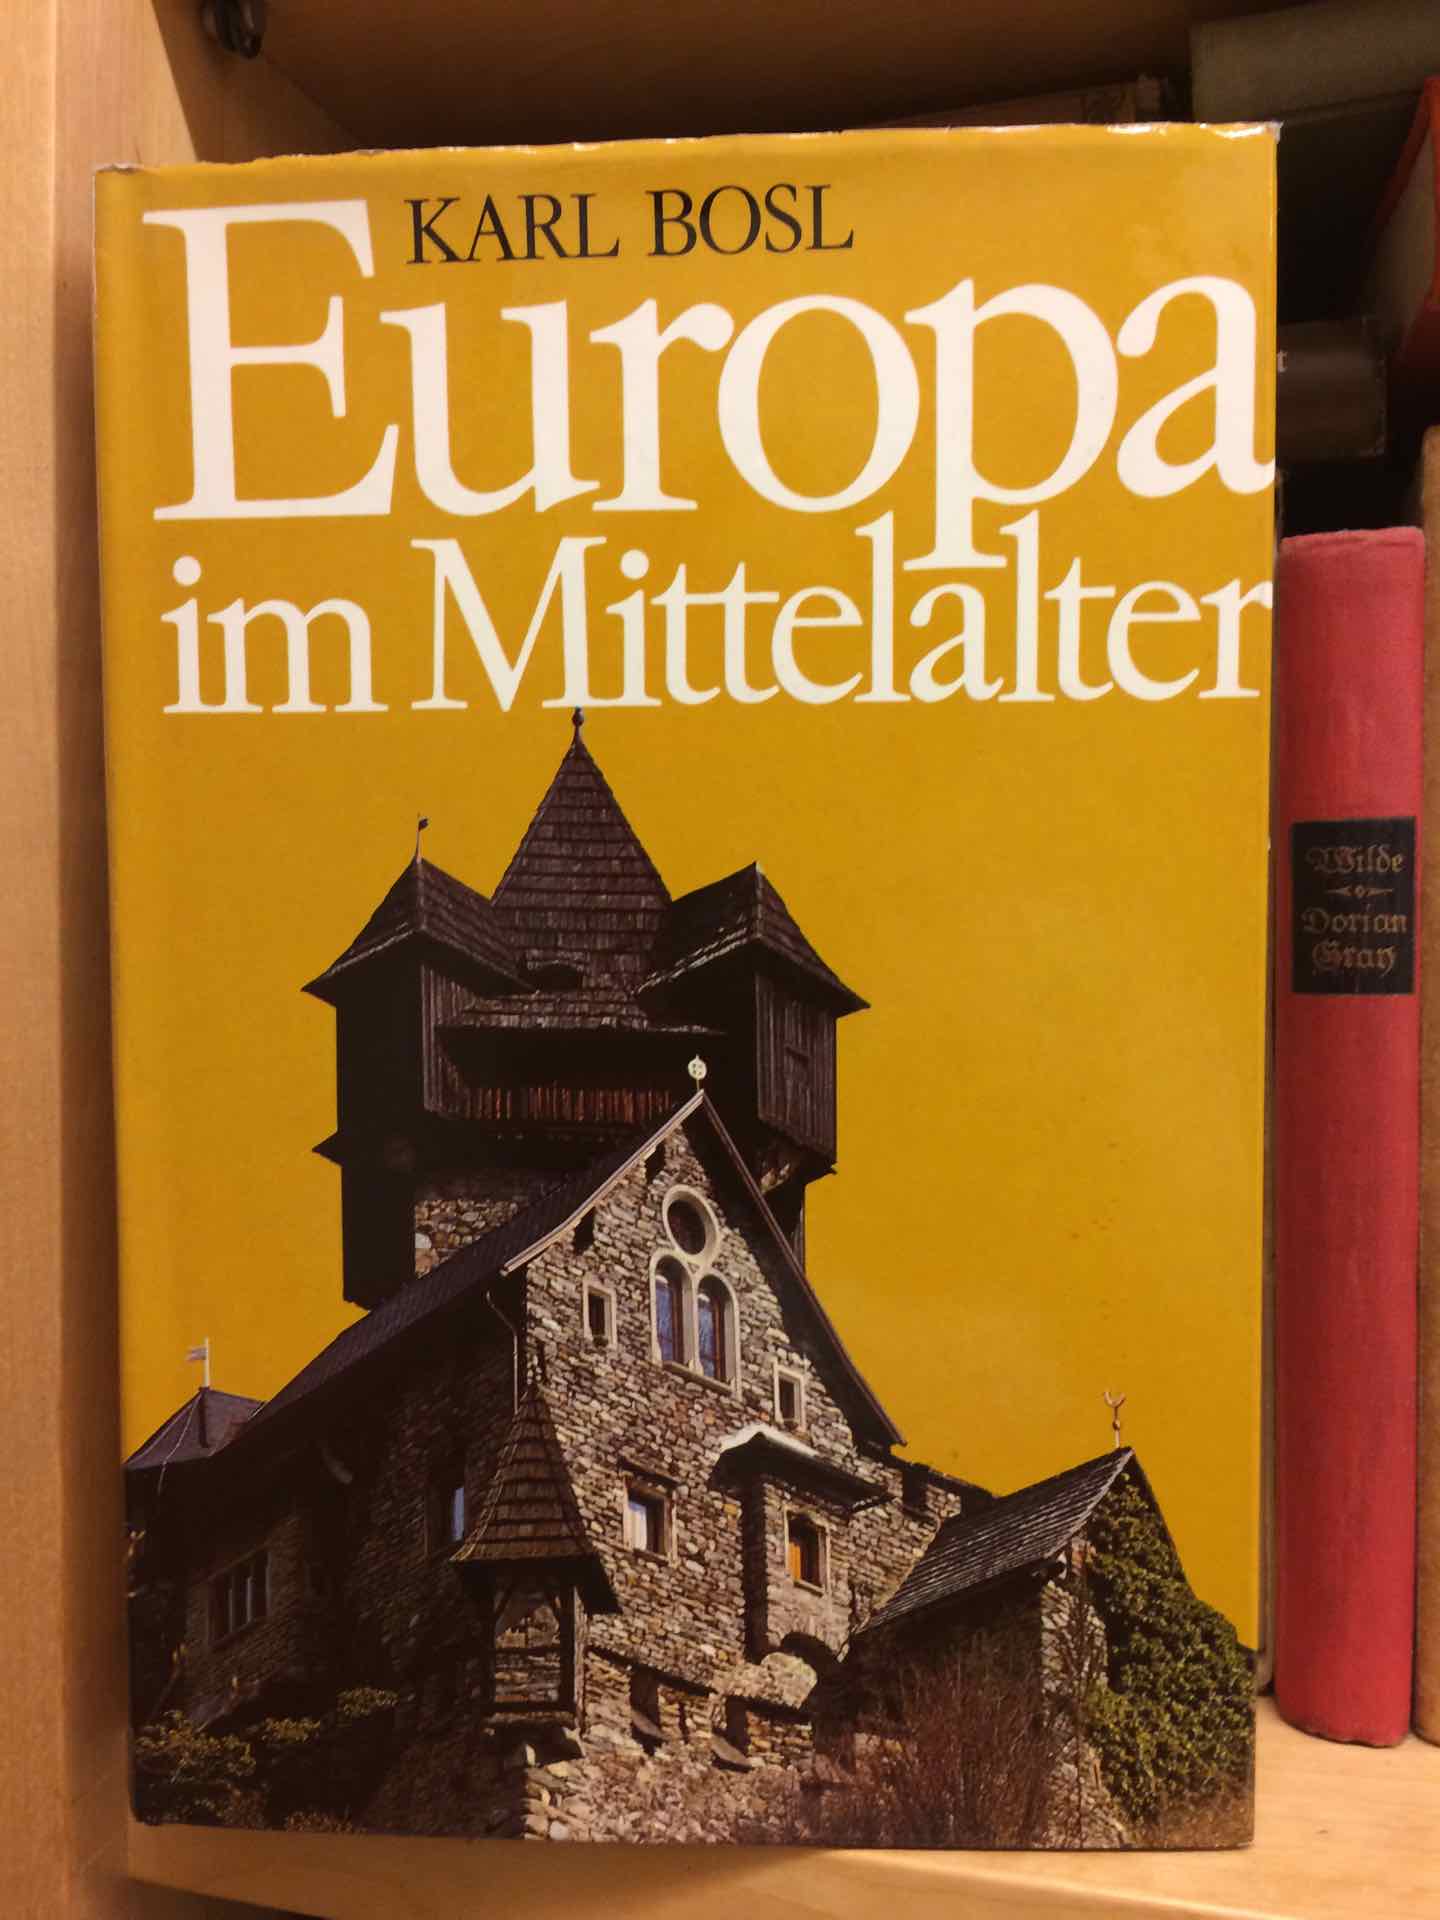 KARL BOSL
Europa
im Mittelalter
Wilde
Dorian
Gray